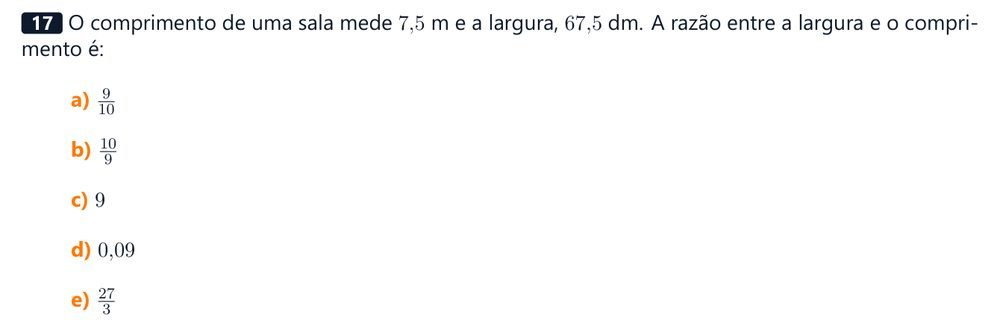 17 O comprimento de uma sala mede 7,5 m e a largura, 67,5 dm. A razão entre a largura e o compri-
mento é:
a) 9/10
b) 10/9
c) 9
d) 0,09
e) 27/3